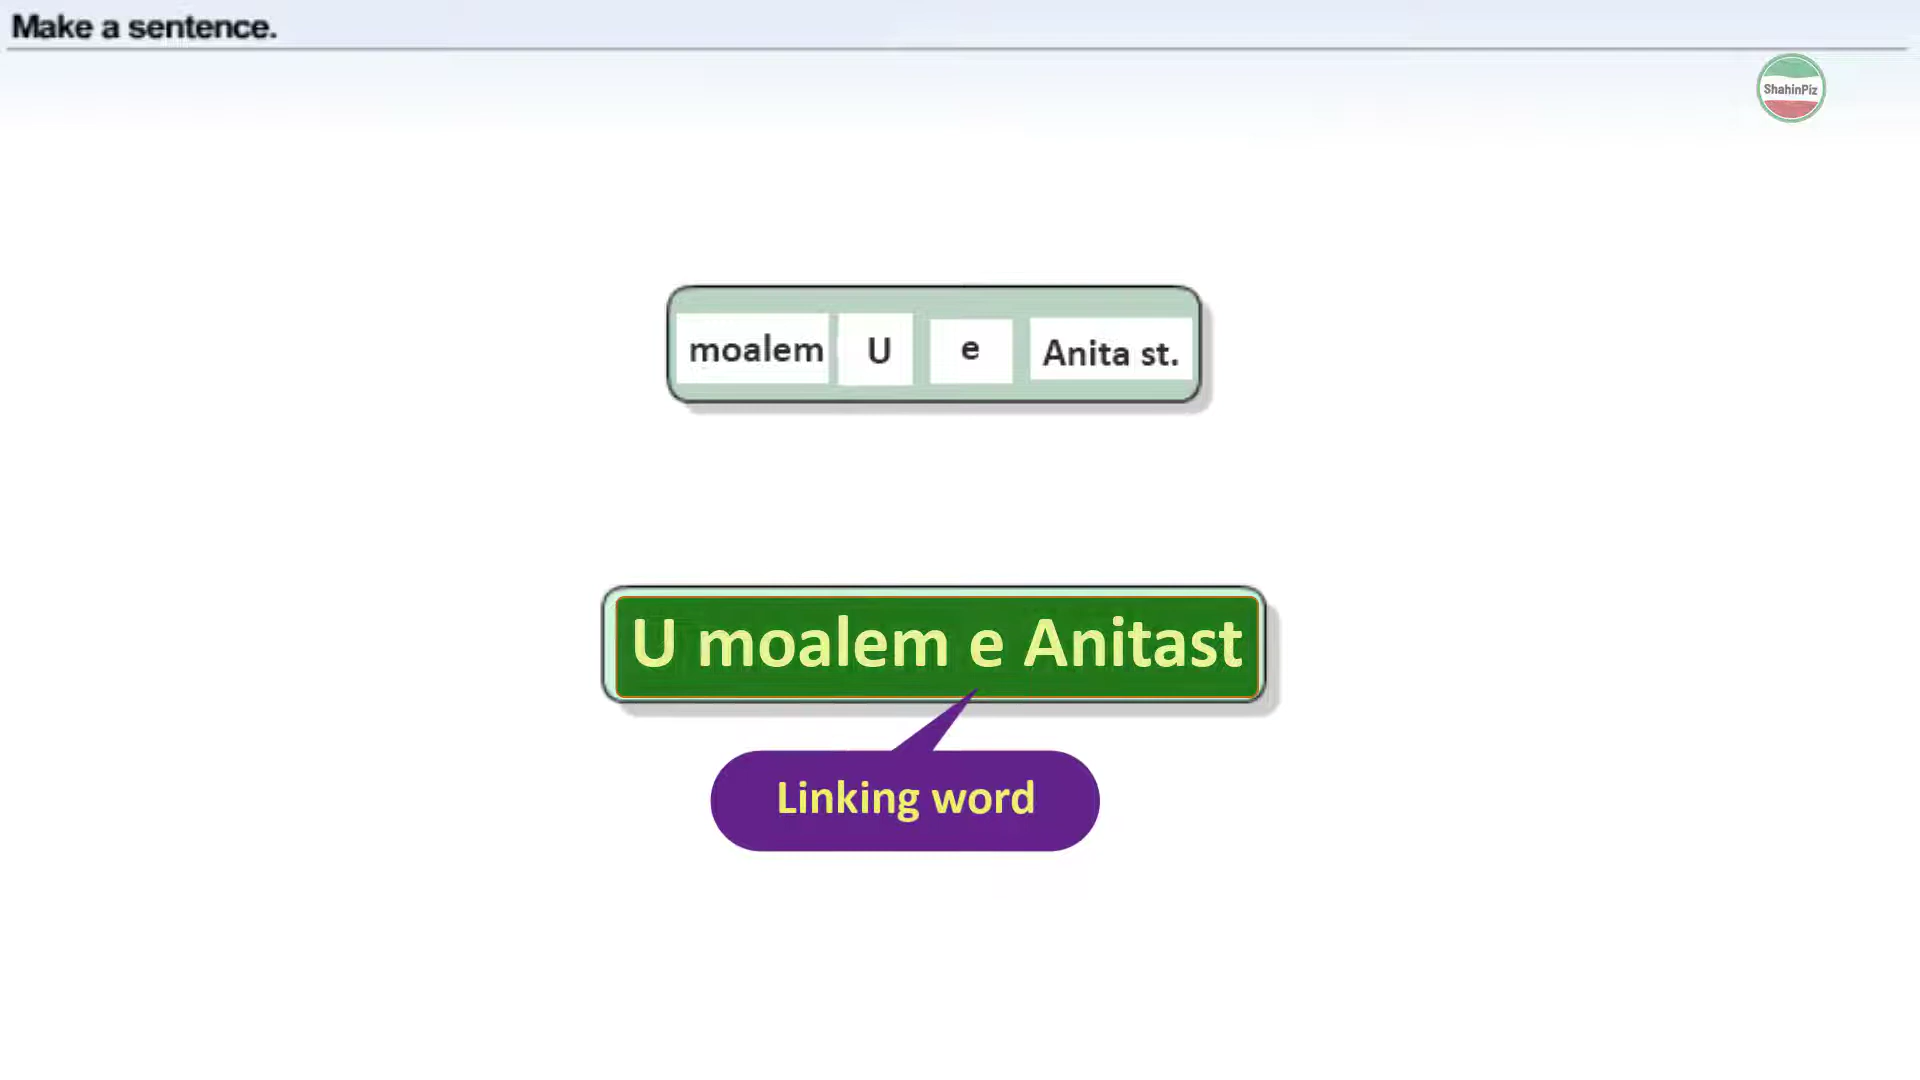 Make a sentence.
ShahinPiz
moalem U e Anita st.
U moalem e Anitast
Linking word